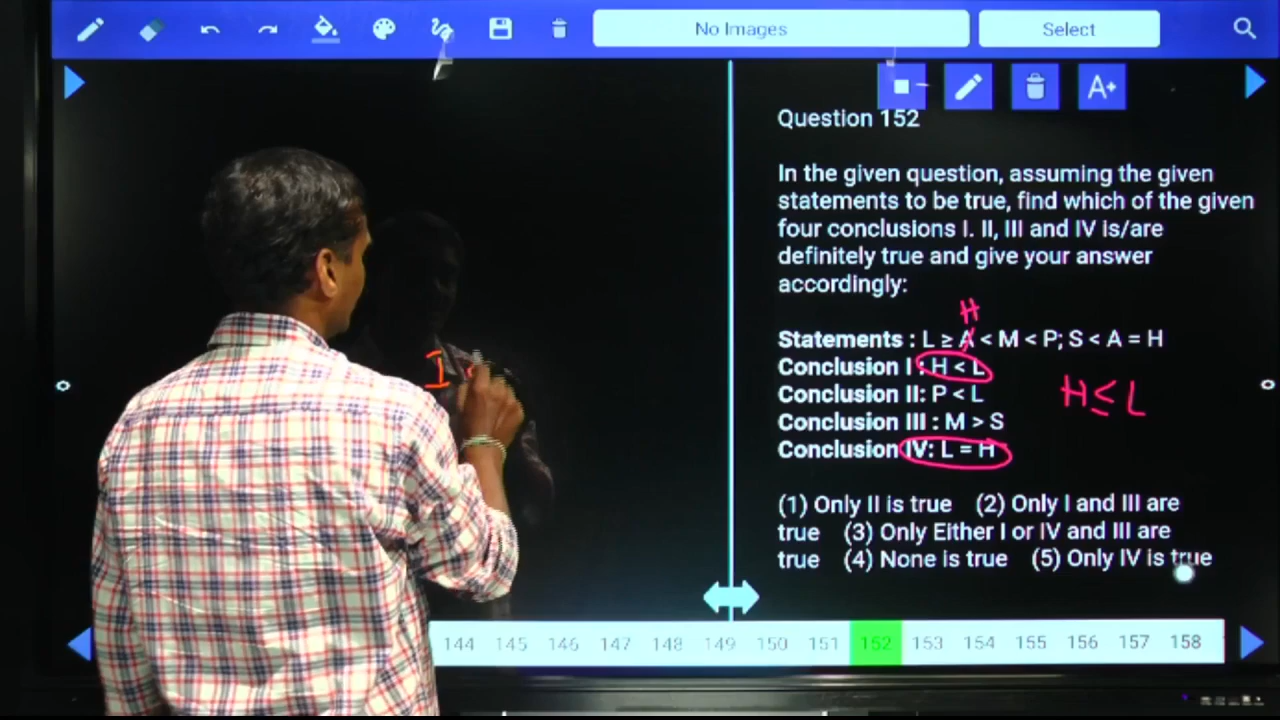 No Images
Select
A+
Question 152
In the given question, assuming the given
statements to be true, find which of the given
four conclusions I. II, III and IV is/are
definitely true and give your answer
accordingly:
H
Statements : L ≥ A < M < P; S < A = H
Conclusion I : H < L
I
H ≤ L
Conclusion II: P < L
Conclusion III : M > S
Conclusion IV: L = H
(1) Only II is true (2) Only I and III are
true (3) Only Either I or IV and III are
true (4) None is true (5) Only IV is true
144 145 146 147 148 149 150 151 152 153 154 155 156 157 158